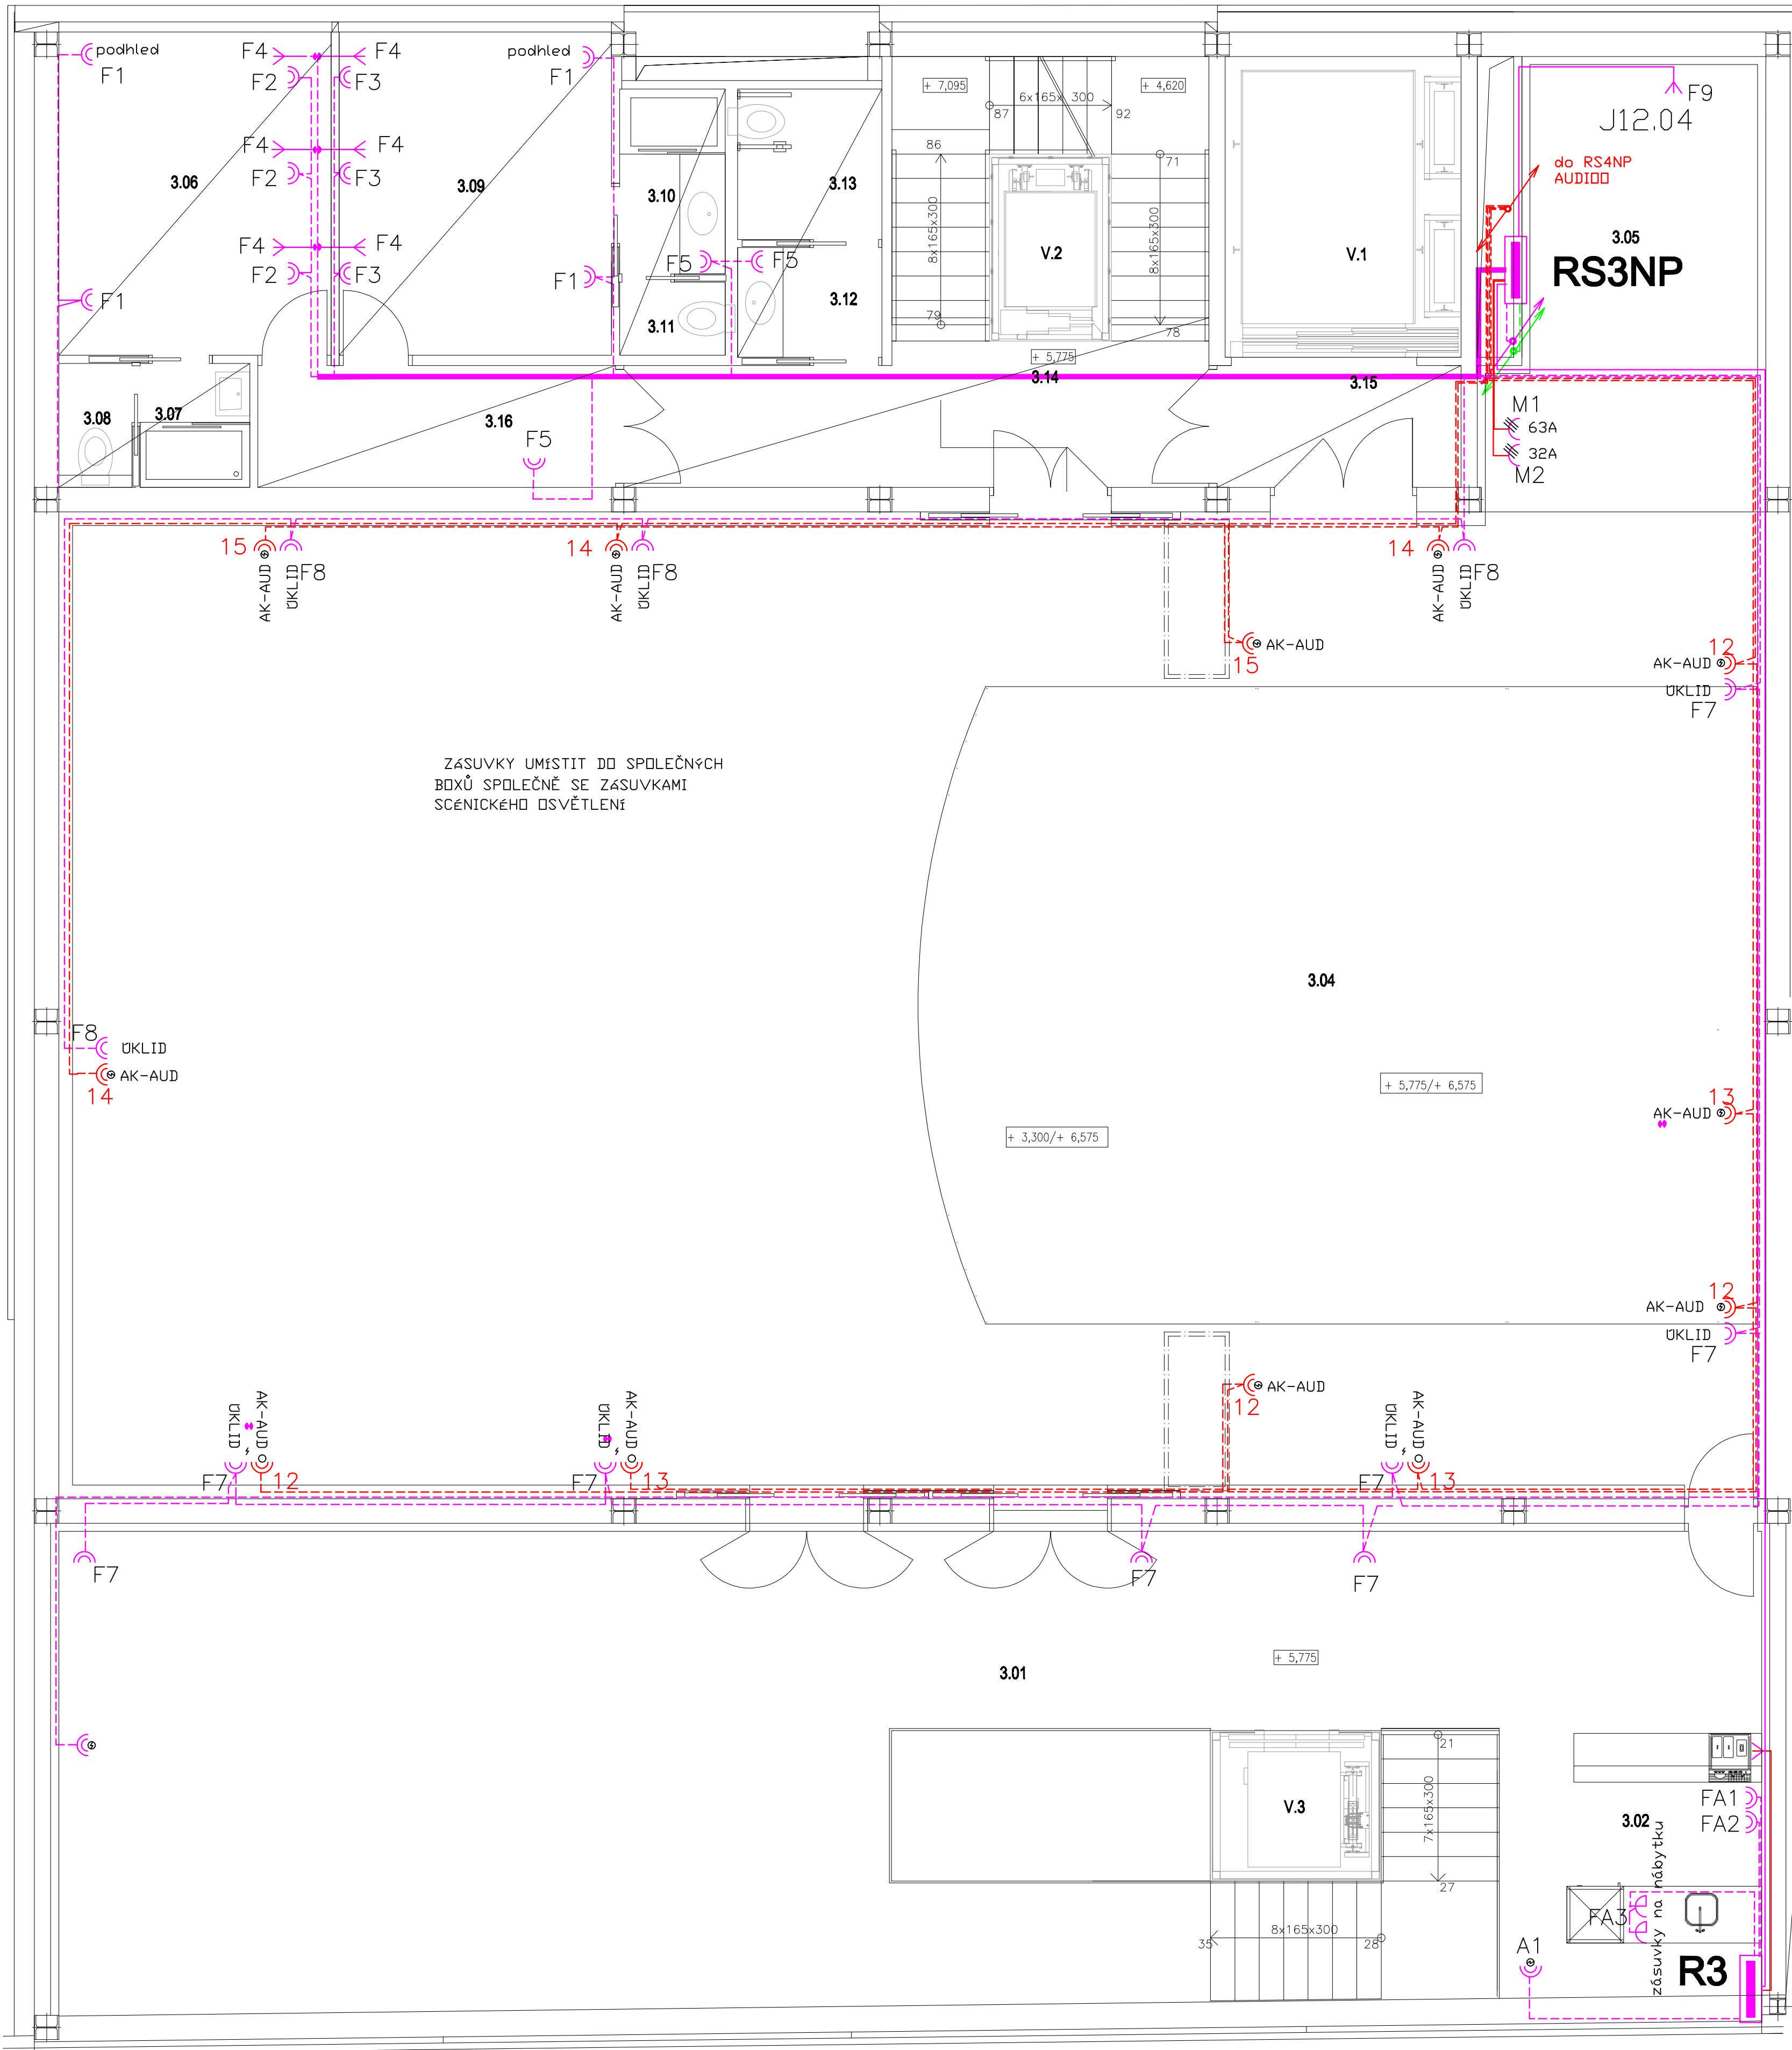 podhled
F1
F4
F4
F2
F3
podhled
F1
+ 7,095
6x165x 300
87
92
+ 4,620
F9
J12.04
do RS4NP
AUDIOO
F4
F4
F2
F3
3.06
3.09
3.10
3.13
86
71
8x165x300
8x165x300
V.2
V.1
3.05
RS3NP
F4
F4
F2
F3
F1
F1
F5
F5
3.11
3.12
79
78
+ 5,775
3.14
3.15
3.08
3.07
3.16
F5
M1
63A
32A
M2
15
AK-AUD
ÚKLID
F8
14
AK-AUD
ÚKLID
F8
14
AK-AUD
ÚKLID
F8
AK-AUD
15
12
AK-AUD
ÚKLID
F7
ZÁSUVKY UMÍSTIT DO SPOLEČNÝCH
BOXŮ SPOLEČNĚ SE ZÁSUVKAMI
SCÉNICKÉHO OSVĚTLENÍ
3.04
F8
ÚKLID
AK-AUD
14
+ 5,775/+ 6,575
13
AK-AUD
+ 3,300/+ 6,575
12
AK-AUD
ÚKLID
F7
AK-AUD
12
ÚKLID
AK-AUD
F7
12
ÚKLID
AK-AUD
F7
13
ÚKLID
AK-AUD
F7
13
F7
F7
F7
+ 5,775
3.01
21
7x165x300
V.3
27
8x165x300
35
28
FA1
FA2
3.02
zásuvky na nábytku
FA3
A1
R3